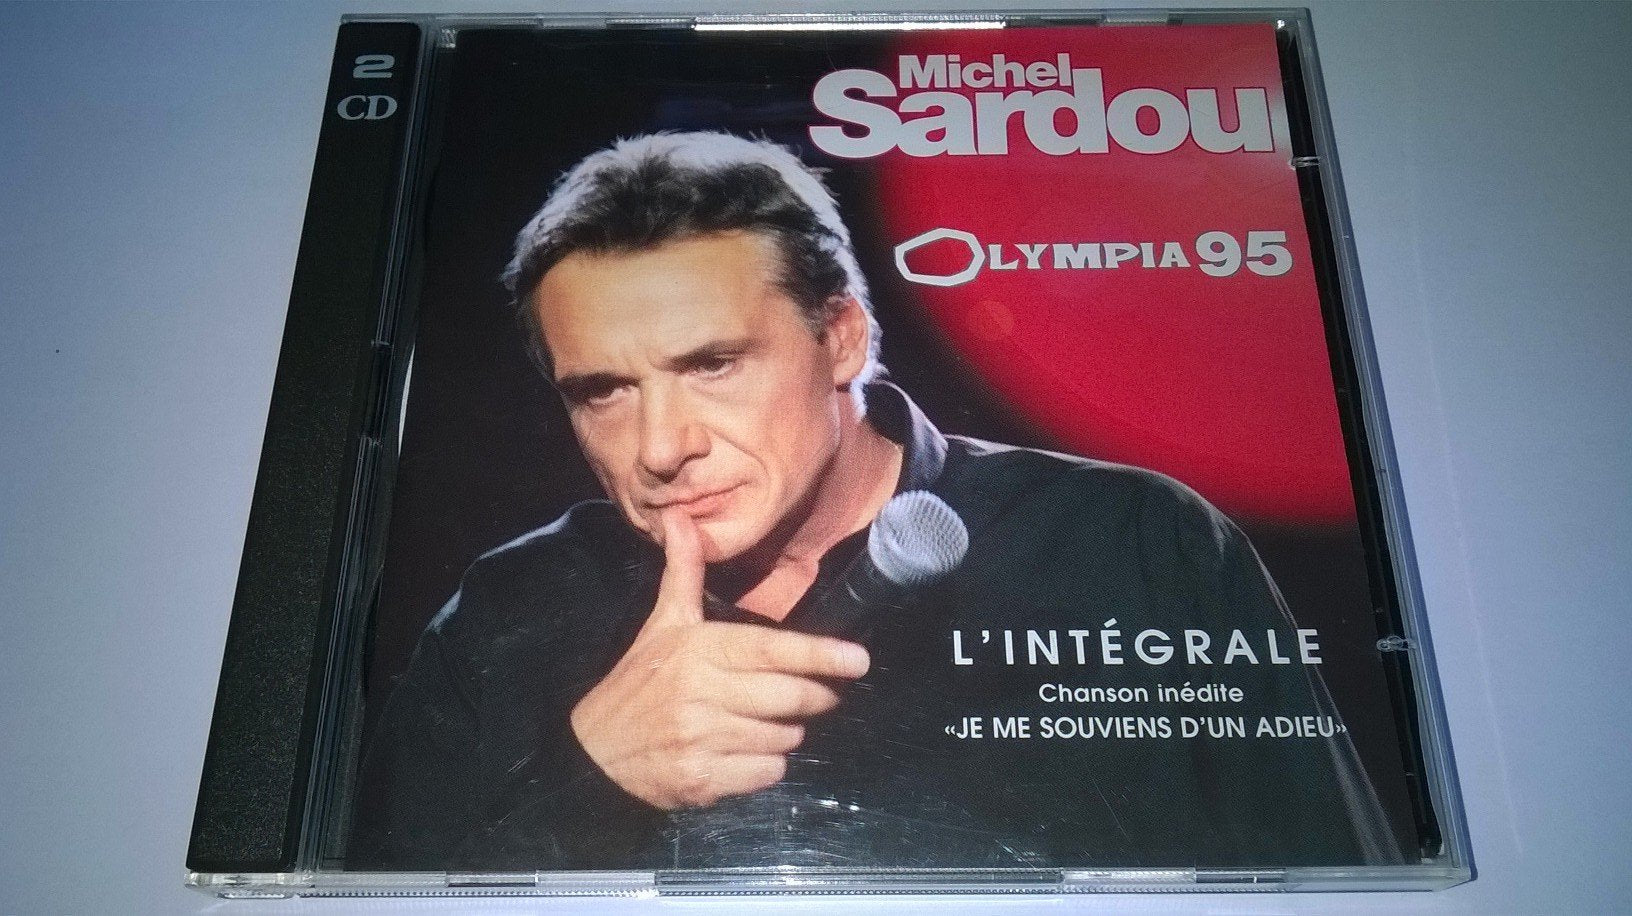 2
CD
Michel
Sardou
OLYMPIA 95
L'INTÉGRALE
Chanson inédite
«JE ME SOUVIENS D'UN ADIEU»